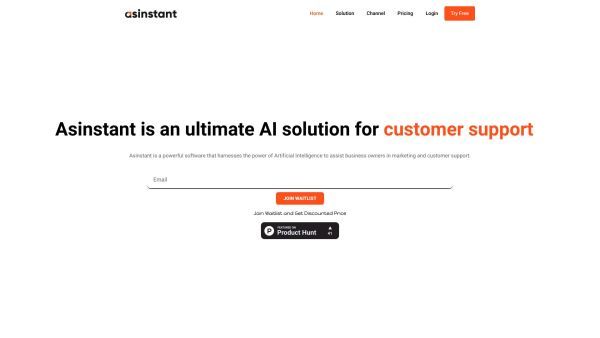 asinstant
Home Solution Channel Pricing Login Try Free
Asinstant is an ultimate AI solution for customer support
Asinstant is a powerful software that harnesses the power of Artificial Intelligence to assist business owners in marketing and customer support.
Email
JOIN WAITLIST
Join Waitlist and Get Discounted Price
FEATURED ON
Product Hunt
41